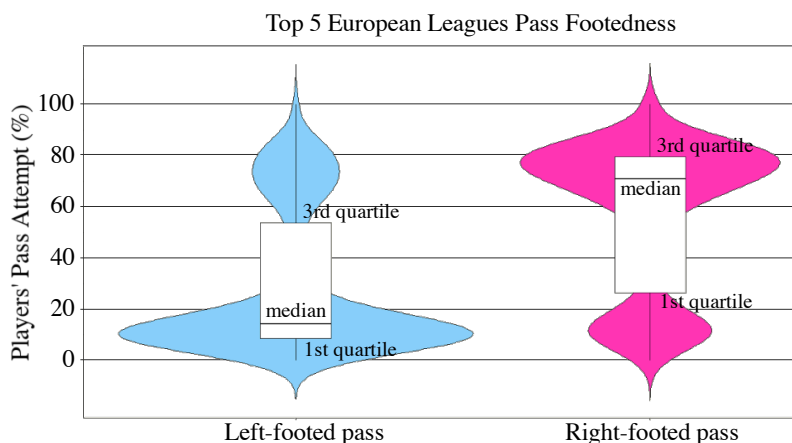 Top 5 European Leagues Pass Footedness
Players' Pass Attempt (%)
100
80
60
40
20
0
3rd quartile
median
1st quartile
3rd quartile
median
1st quartile
Left-footed pass
Right-footed pass